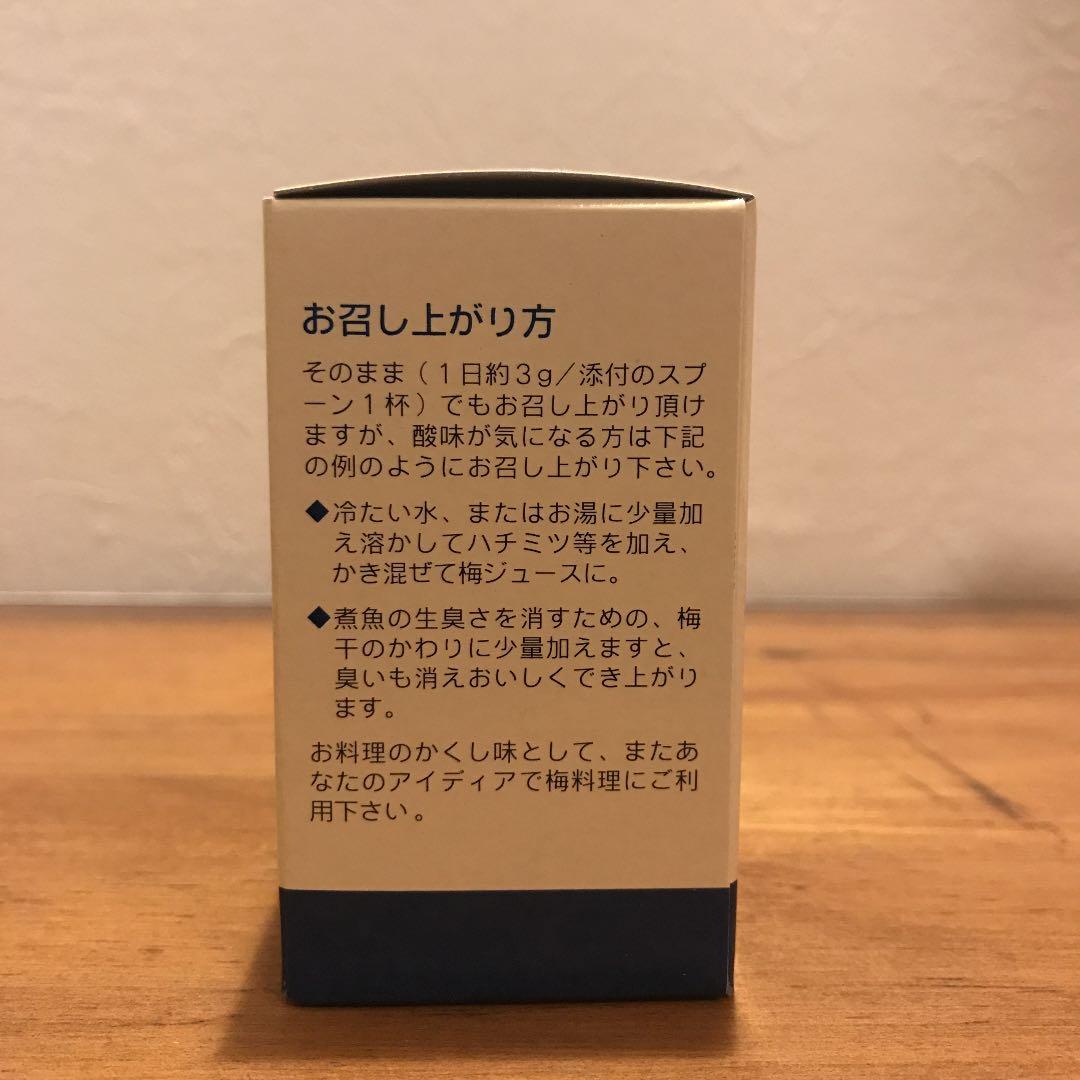 お召し上がり方
そのまま（１日約３ｇ／添付のスプ
ーン１杯）でもお召し上がり頂け
ますが、酸味が気になる方は下記
の例のようにお召し上がり下さい。
◆冷たい水、またはお湯に少量加
え溶かしてハチミツ等を加え、
かき混ぜて梅ジュースに。
◆煮魚の生臭さを消すための、梅
干のかわりに少量加えますと、
臭いも消えおいしくでき上がり
ます。
お料理のかくし味として、またあ
なたのアイディアで梅料理にご利
用下さい。